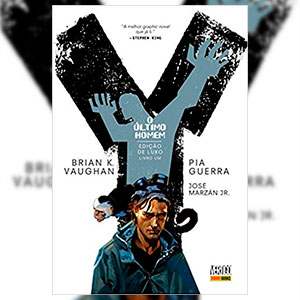 "A melhor graphic novel
que já li."
– STEPHEN KING
O
ÚLTIMO
HOMEM
EDIÇÃO
DE LUXO
LIVRO UM
BRIAN K.
VAUGHAN
PIA
GUERRA
JOSÉ
MARZÁN JR.
VERTIGO